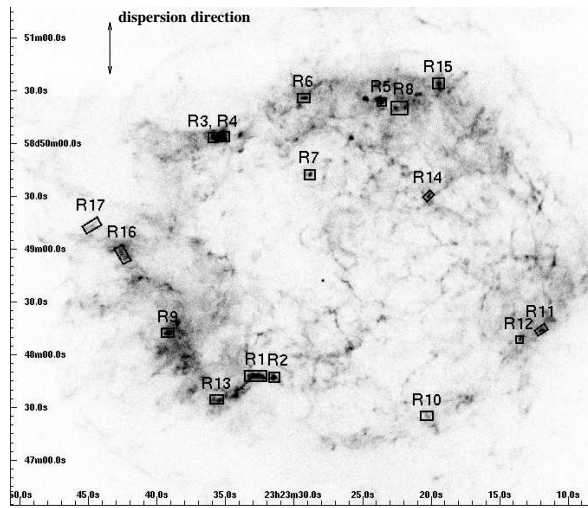 dispersion direction
51m00.0s
R15
R6
30.0s
R5
R8
R3, R4
58d50m00.0s
R7
R14
30.0s
R17
R16
49m00.0s
30.0s
R9
R12
R11
48m00.0s
R1
R2
R13
30.0s
R10
47m00.0s
50.0s 45.0s 40.0s 35.0s 23h23m30.0s 25.0s 20.0s 15.0s 10.0s